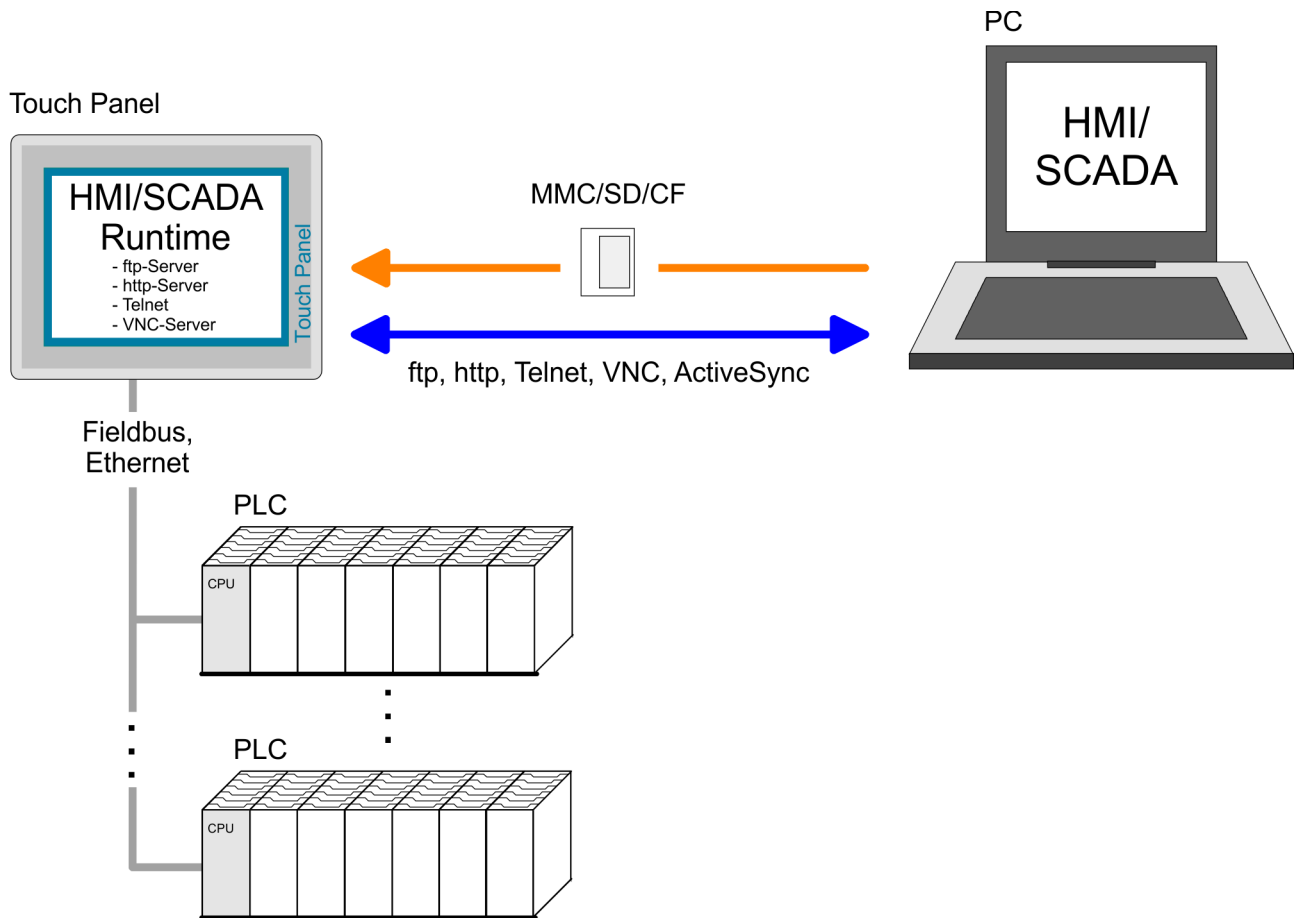 PC
Touch Panel
HMI/SCADA
Runtime
- ftp-Server
- http-Server
- Telnet
- VNC-Server
Touch Panel
MMC/SD/CF
HMI/
SCADA
ftp, http, Telnet, VNC, ActiveSync
Fieldbus,
Ethernet
PLC
CPU
PLC
CPU